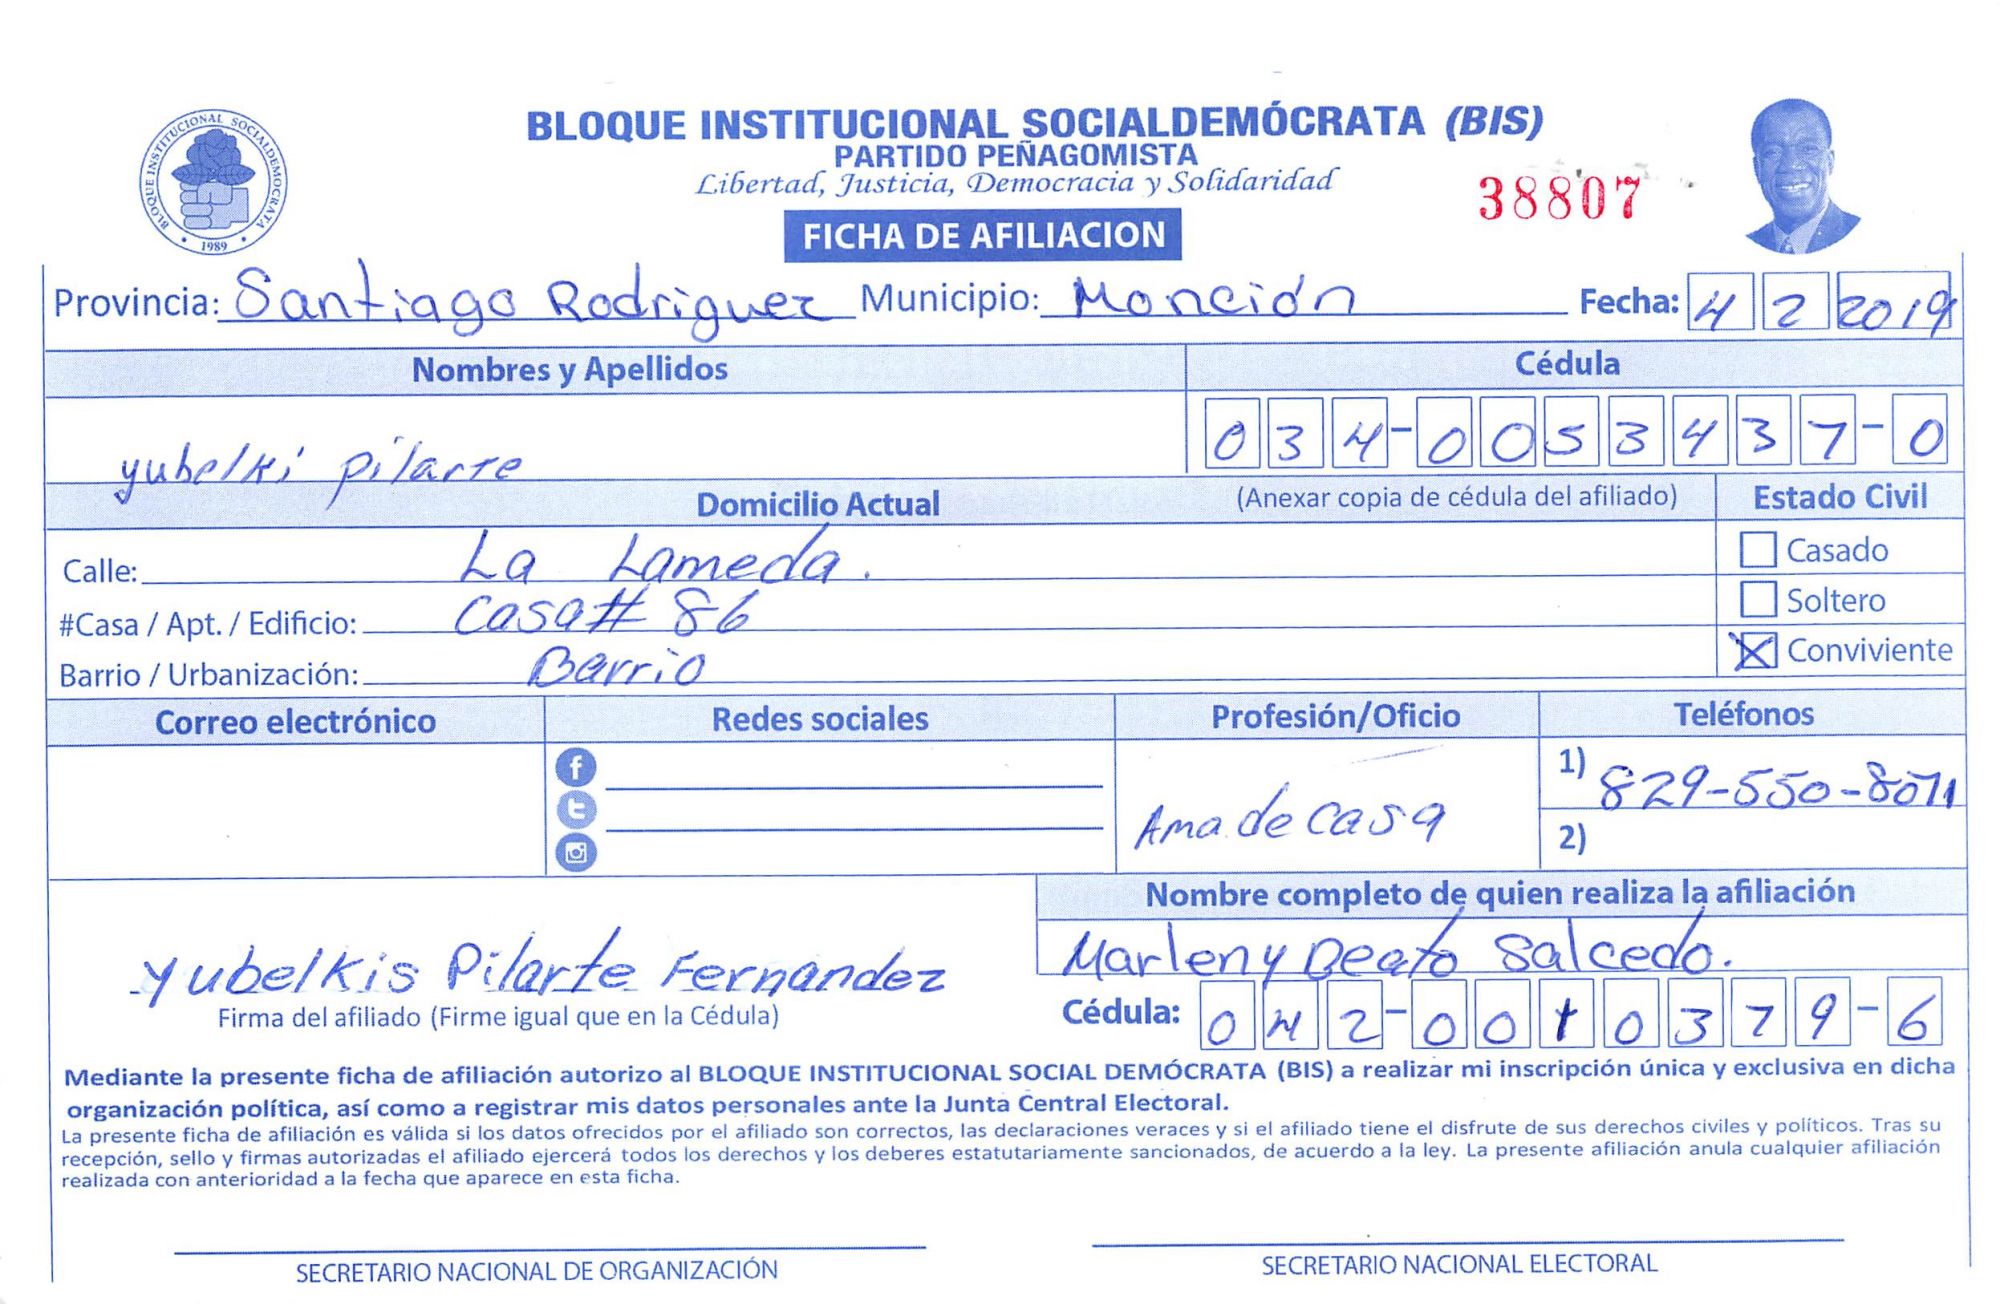 BLOQUE INSTITUCIONAL SOCIALDEMOCRATA
1989
BLOQUE INSTITUCIONAL SOCIALDEMÓCRATA (BIS)
PARTIDO PEÑAGOMISTA
Libertad, Justicia, Democracia y Solidaridad
38807
FICHA DE AFILIACION
Provincia: Santiago Rodriguez Municipio: Monción Fecha: 4 2 2019
Nombres y Apellidos Cédula
yubelki pilarte 034-0053437-0
Domicilio Actual (Anexar copia de cédula del afiliado) Estado Civil
Calle: La Lameda. Casado
#Casa / Apt. / Edificio: Casa# 86 Soltero
Barrio / Urbanización: Barrio Conviviente
Correo electrónico Redes sociales Profesión/Oficio Teléfonos
1) 829-550-8071
Ama de casa
2)
Nombre completo de quien realiza la afiliación
Marleny Beato Salcedo.
Yubelkis Pilarte Fernandez
Firma del afiliado (Firme igual que en la Cédula) Cédula: 042-0010379-6
Mediante la presente ficha de afiliación autorizo al BLOQUE INSTITUCIONAL SOCIAL DEMÓCRATA (BIS) a realizar mi inscripción única y exclusiva en dicha
organización política, así como a registrar mis datos personales ante la Junta Central Electoral.
La presente ficha de afiliación es válida si los datos ofrecidos por el afiliado son correctos, las declaraciones veraces y si el afiliado tiene el disfrute de sus derechos civiles y políticos. Tras su
recepción, sello y firmas autorizadas el afiliado ejercerá todos los derechos y los deberes estatutariamente sancionados, de acuerdo a la ley. La presente afiliación anula cualquier afiliación
realizada con anterioridad a la fecha que aparece en esta ficha.
SECRETARIO NACIONAL DE ORGANIZACIÓN SECRETARIO NACIONAL ELECTORAL